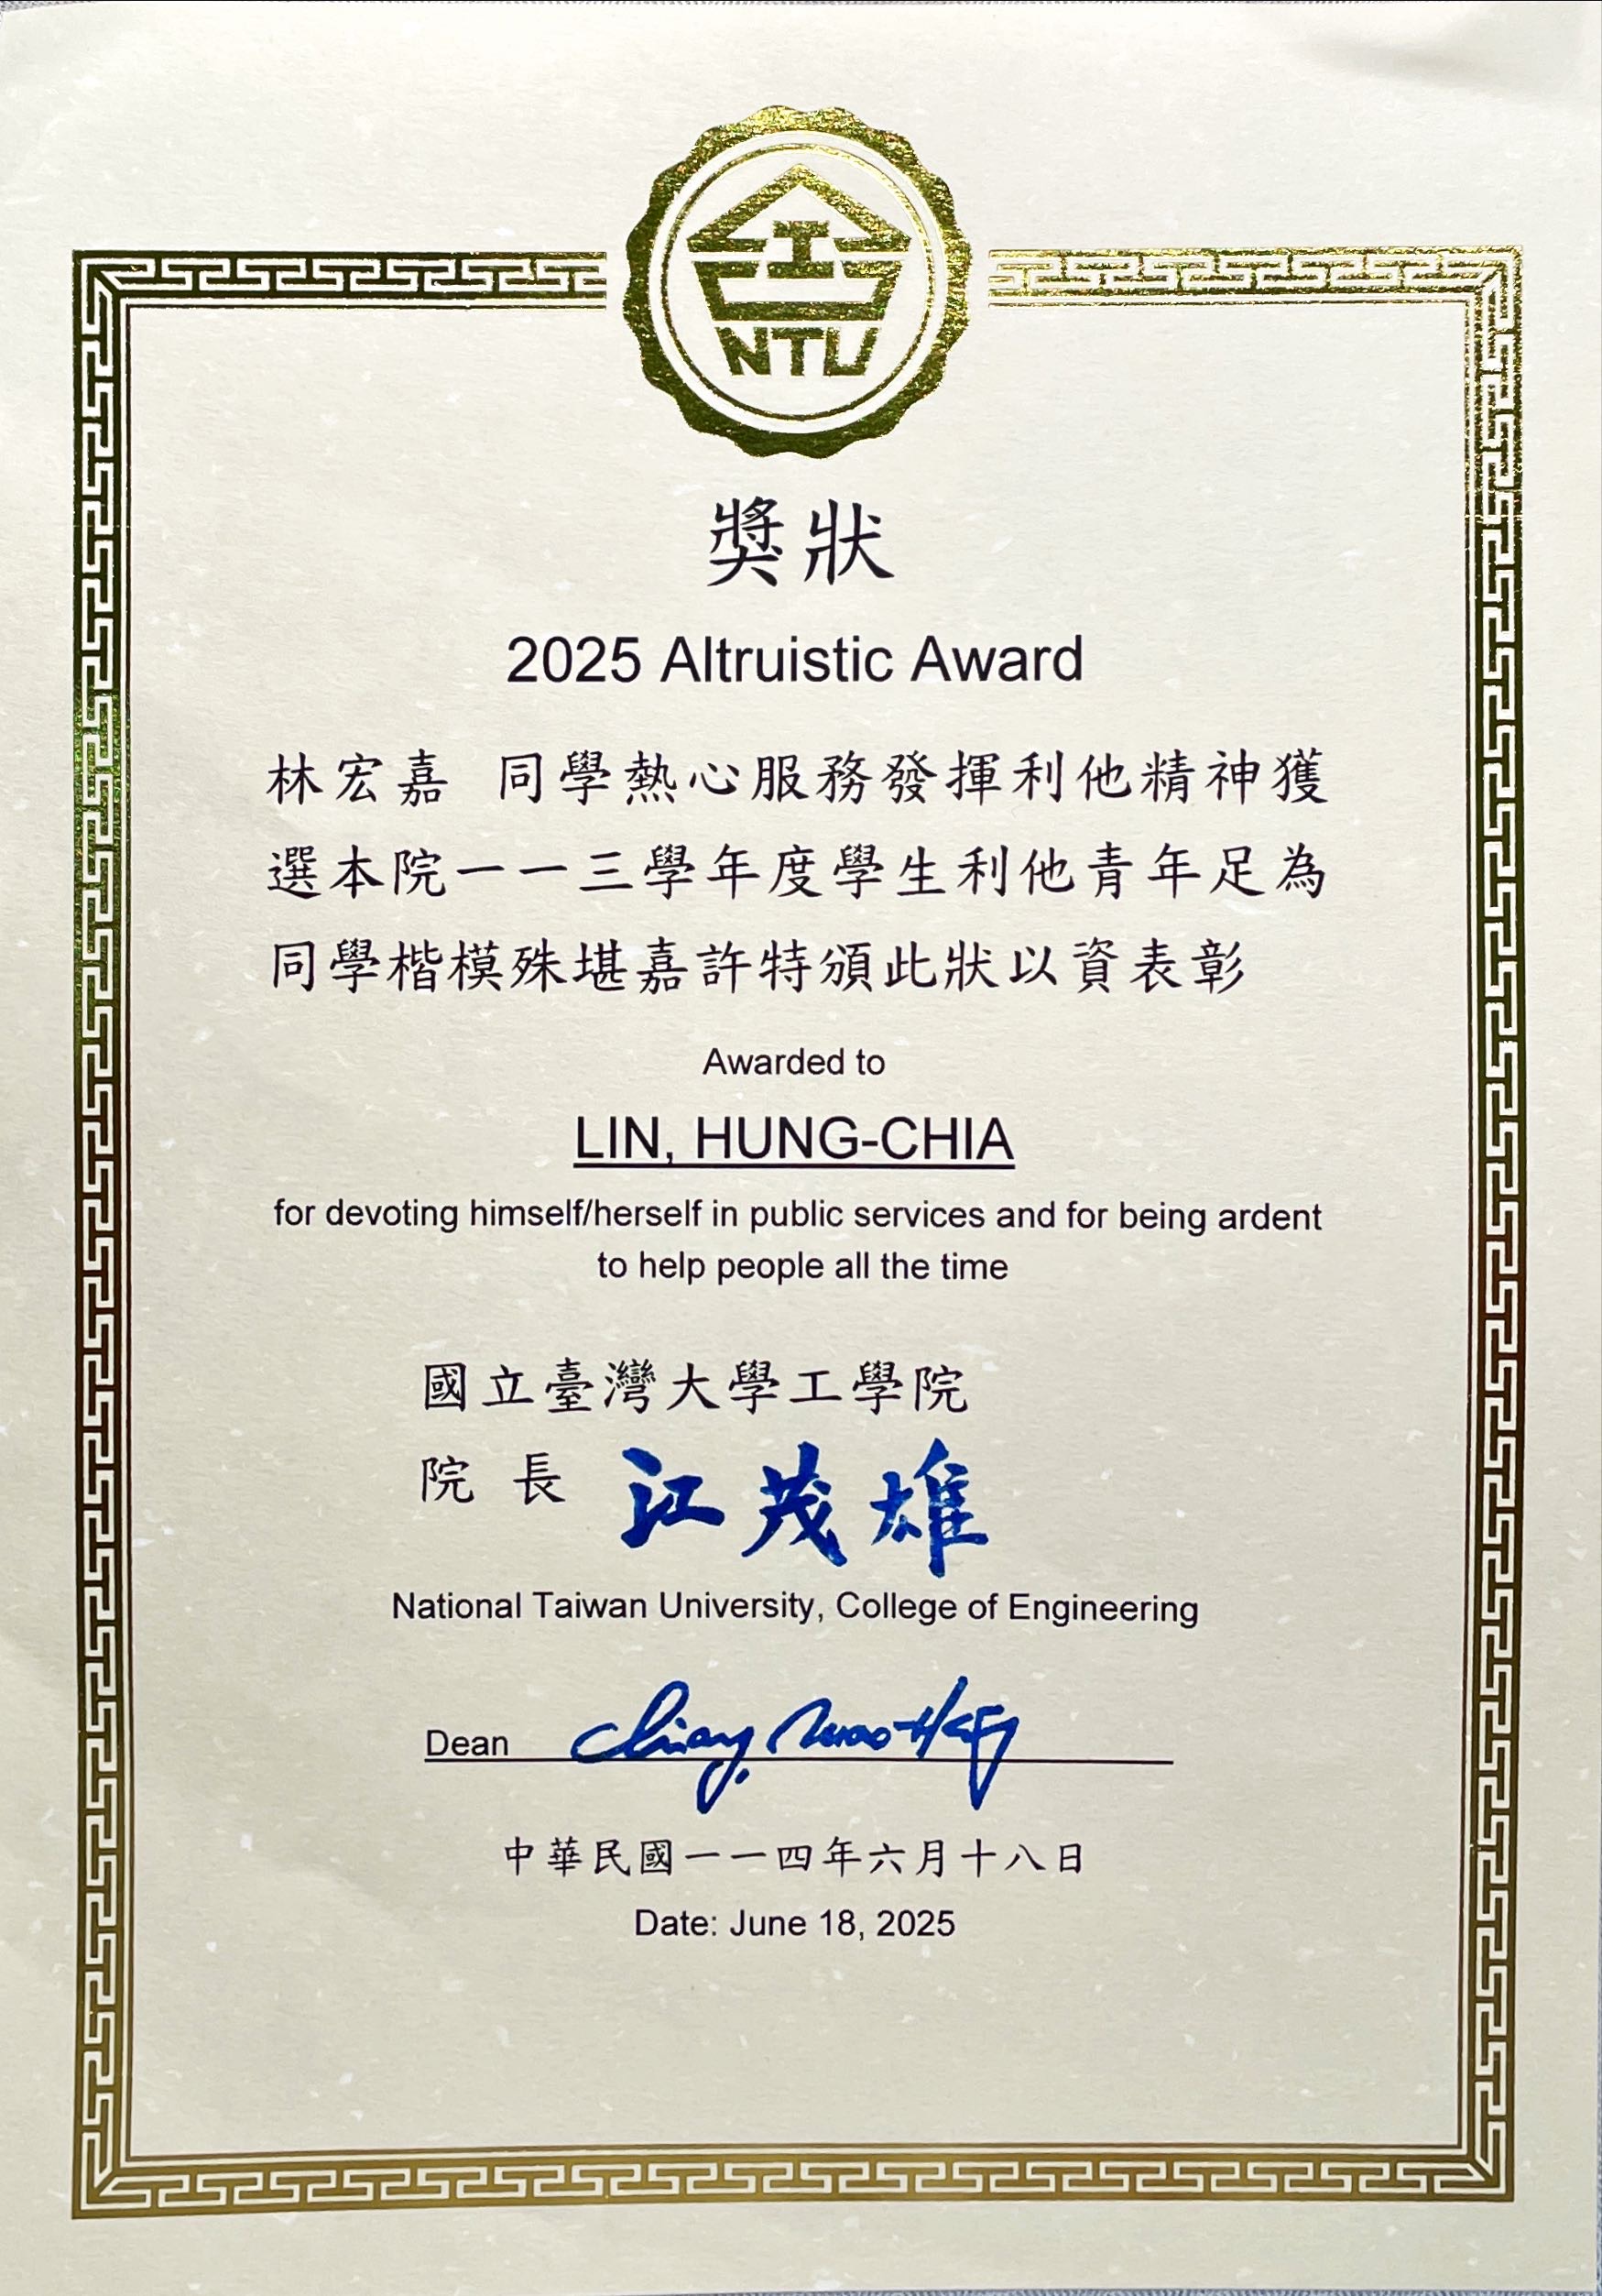 NTU
獎狀
2025 Altruistic Award
林宏嘉 同學熱心服務發揮利他精神獲
選本院一一三學年度學生利他青年足為
同學楷模殊堪嘉許特頒此狀以資表彰
Awarded to
LIN, HUNG-CHIA
for devoting himself/herself in public services and for being ardent
to help people all the time
國立臺灣大學工學院
院長 江茂雄
National Taiwan University, College of Engineering
Dean
中華民國一一四年六月十八日
Date: June 18, 2025